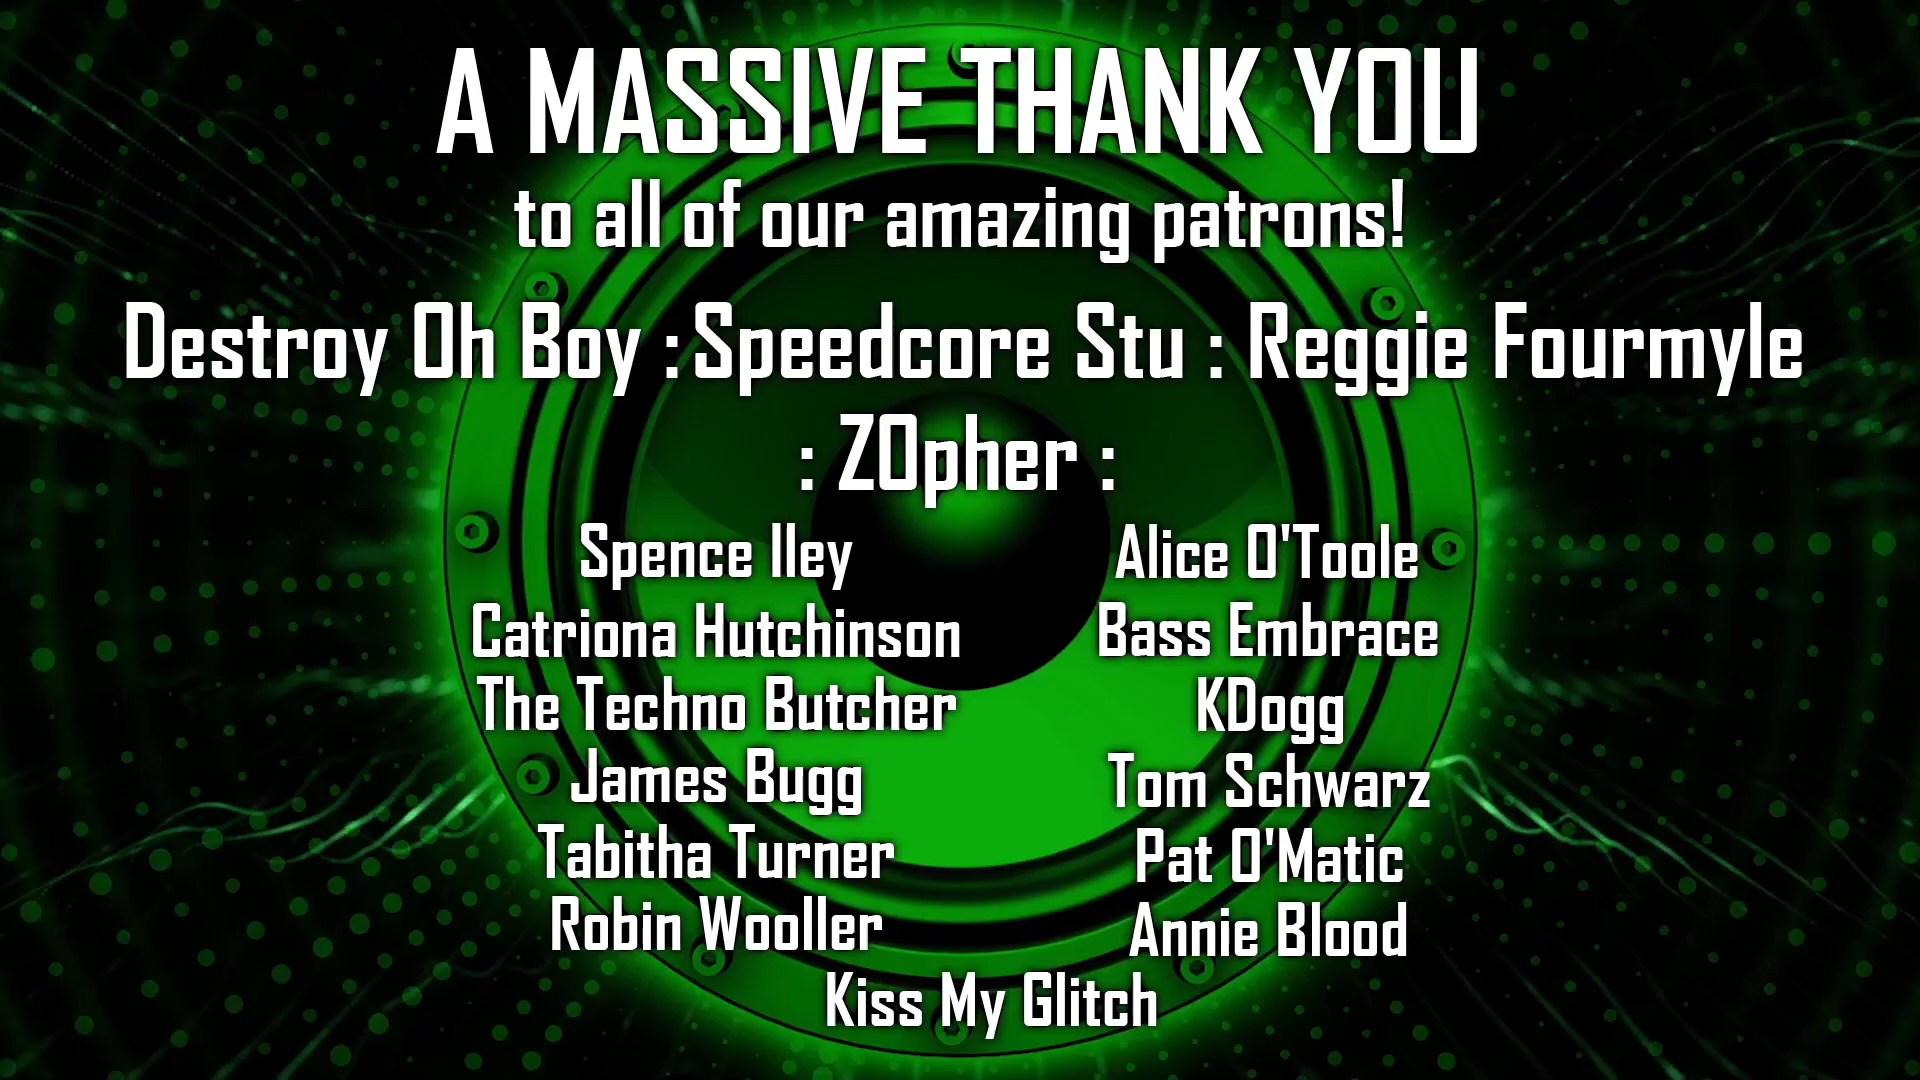 A MASSIVE THANK YOU
to all of our amazing patrons!
Destroy Oh Boy : Speedcore Stu : Reggie Fourmyle
: ZOpher :
Spence Iley
Alice O'Toole
Catriona Hutchinson
Bass Embrace
The Techno Butcher
KDogg
James Bugg
Tom Schwarz
Tabitha Turner
Pat O'Matic
Robin Wooller
Annie Blood
Kiss My Glitch